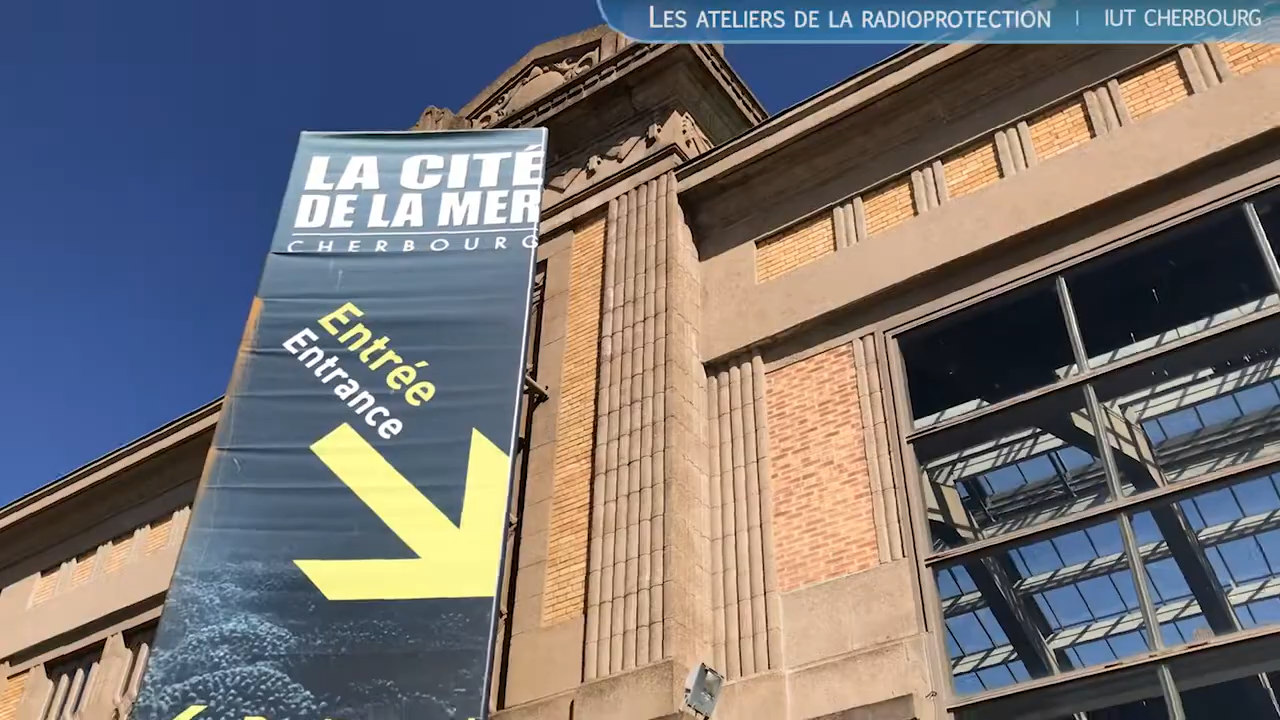 LES ATELIERS DE LA RADIOPROTECTION | IUT CHERBOURG
LA CITÉ
DE LA MER
CHERBOURG
Entrée
Entrance